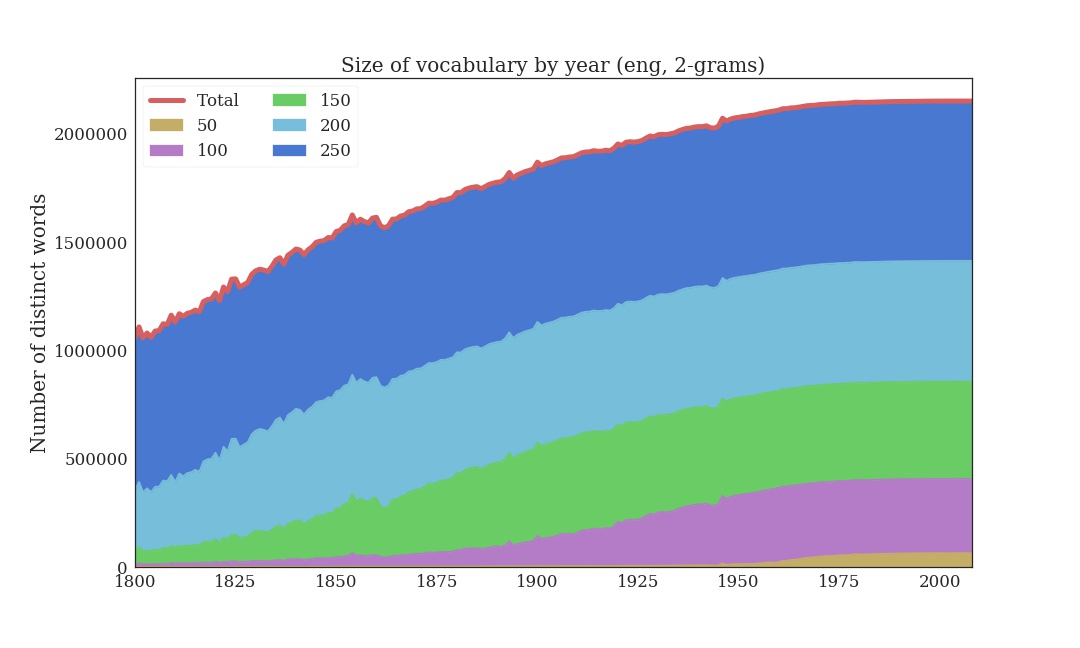 Size of vocabulary by year (eng, 2-grams)
Total
50
100
150
200
250
Number of distinct words
2000000
1500000
1000000
500000
0
1800 1825 1850 1875 1900 1925 1950 1975 2000